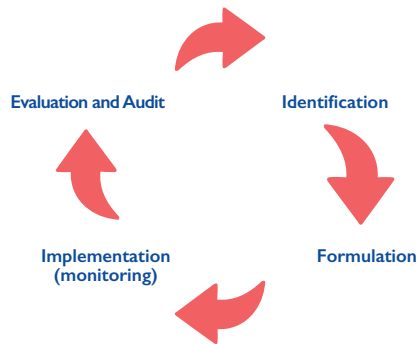 Evaluation and Audit
Identification
Implementation
(monitoring)
Formulation